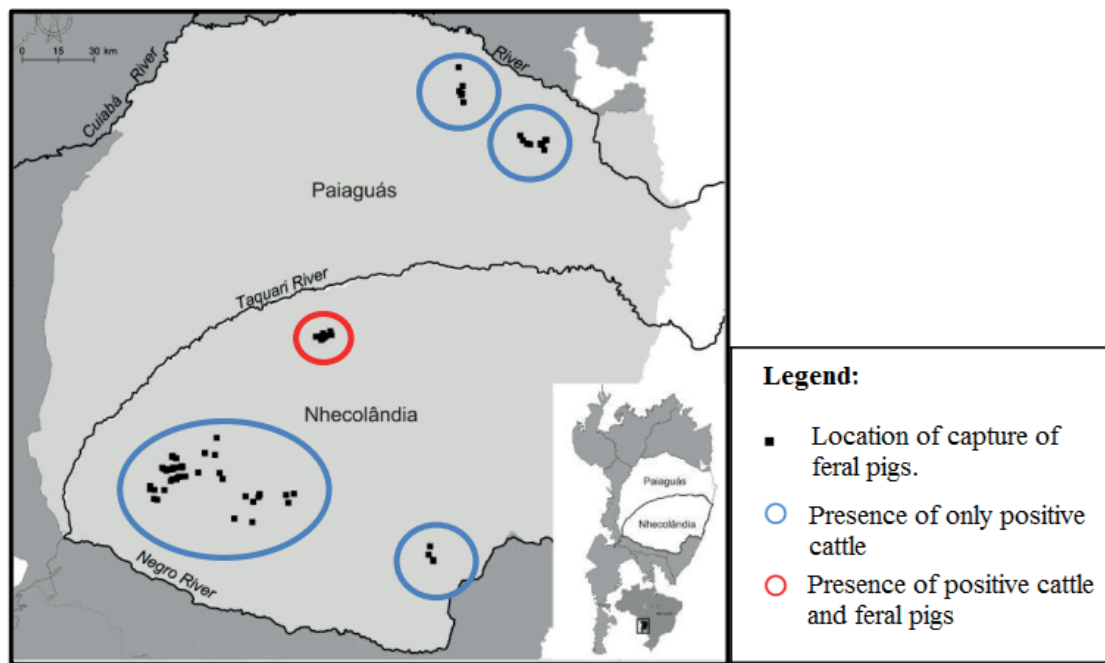 0 15 30 km
Cuiabá River
River
Paiaguás
Taquari River
Nhecolândia
Negro River
Paiaguás
Nhecolândia
Legend:
Location of capture of
feral pigs.
Presence of only positive
cattle
Presence of positive cattle
and feral pigs